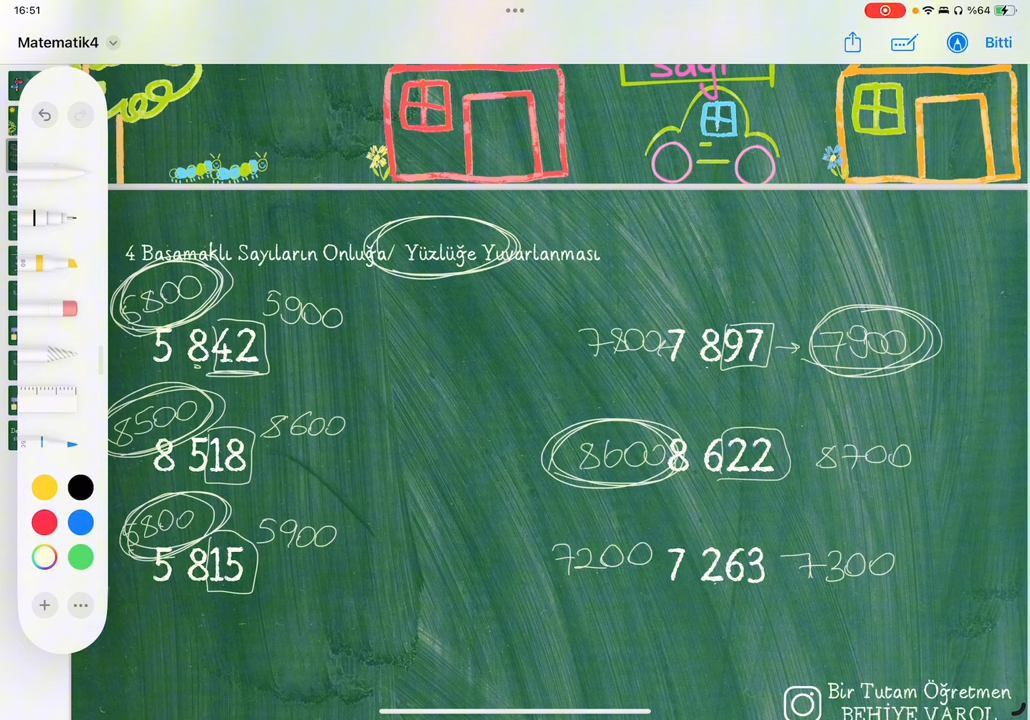 16:51
%64
Matematik4
Bitti
sayı
4 Basamaklı Sayıların Onluğa/ Yüzlüğe Yuvarlanması
5800 5900
5 842
7800 7 897 → 7900
8500 8600
8 518
8600 8 622 8700
5800 5900
5 815
7200 7 263 7300
Bir Tutam Öğretmen
BEHİYE VAROL